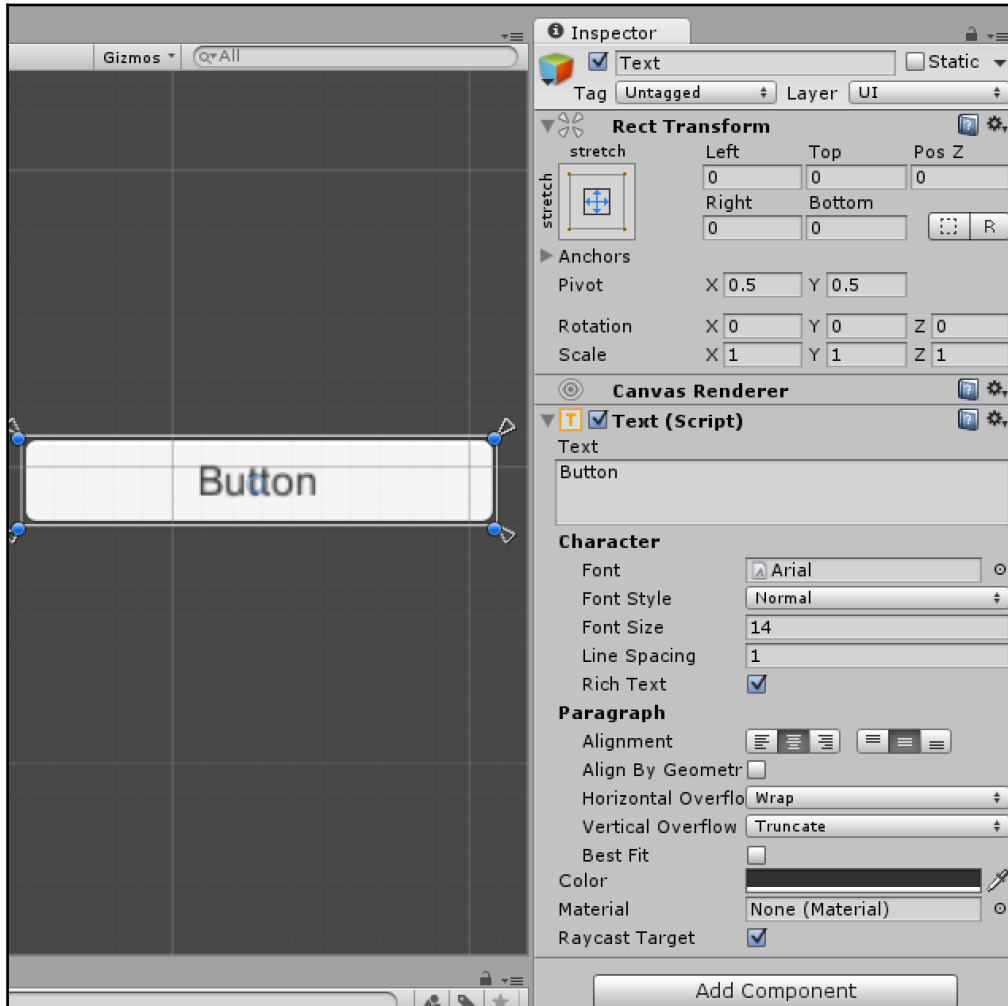 Inspector
Gizmos
All
Text
Static
Tag Untagged Layer UI
Rect Transform
stretch Left Top Pos Z
stretch
0 0 0
Right Bottom
0 0 R
Anchors
Pivot X 0.5 Y 0.5
Rotation X 0 Y 0 Z 0
Scale X 1 Y 1 Z 1
Canvas Renderer
T Text (Script)
Text
Button
Button
Character
Font Arial
Font Style Normal
Font Size 14
Line Spacing 1
Rich Text
Paragraph
Alignment
Align By Geometr
Horizontal Overflo Wrap
Vertical Overflow Truncate
Best Fit
Color
Material None (Material)
Raycast Target
Add Component